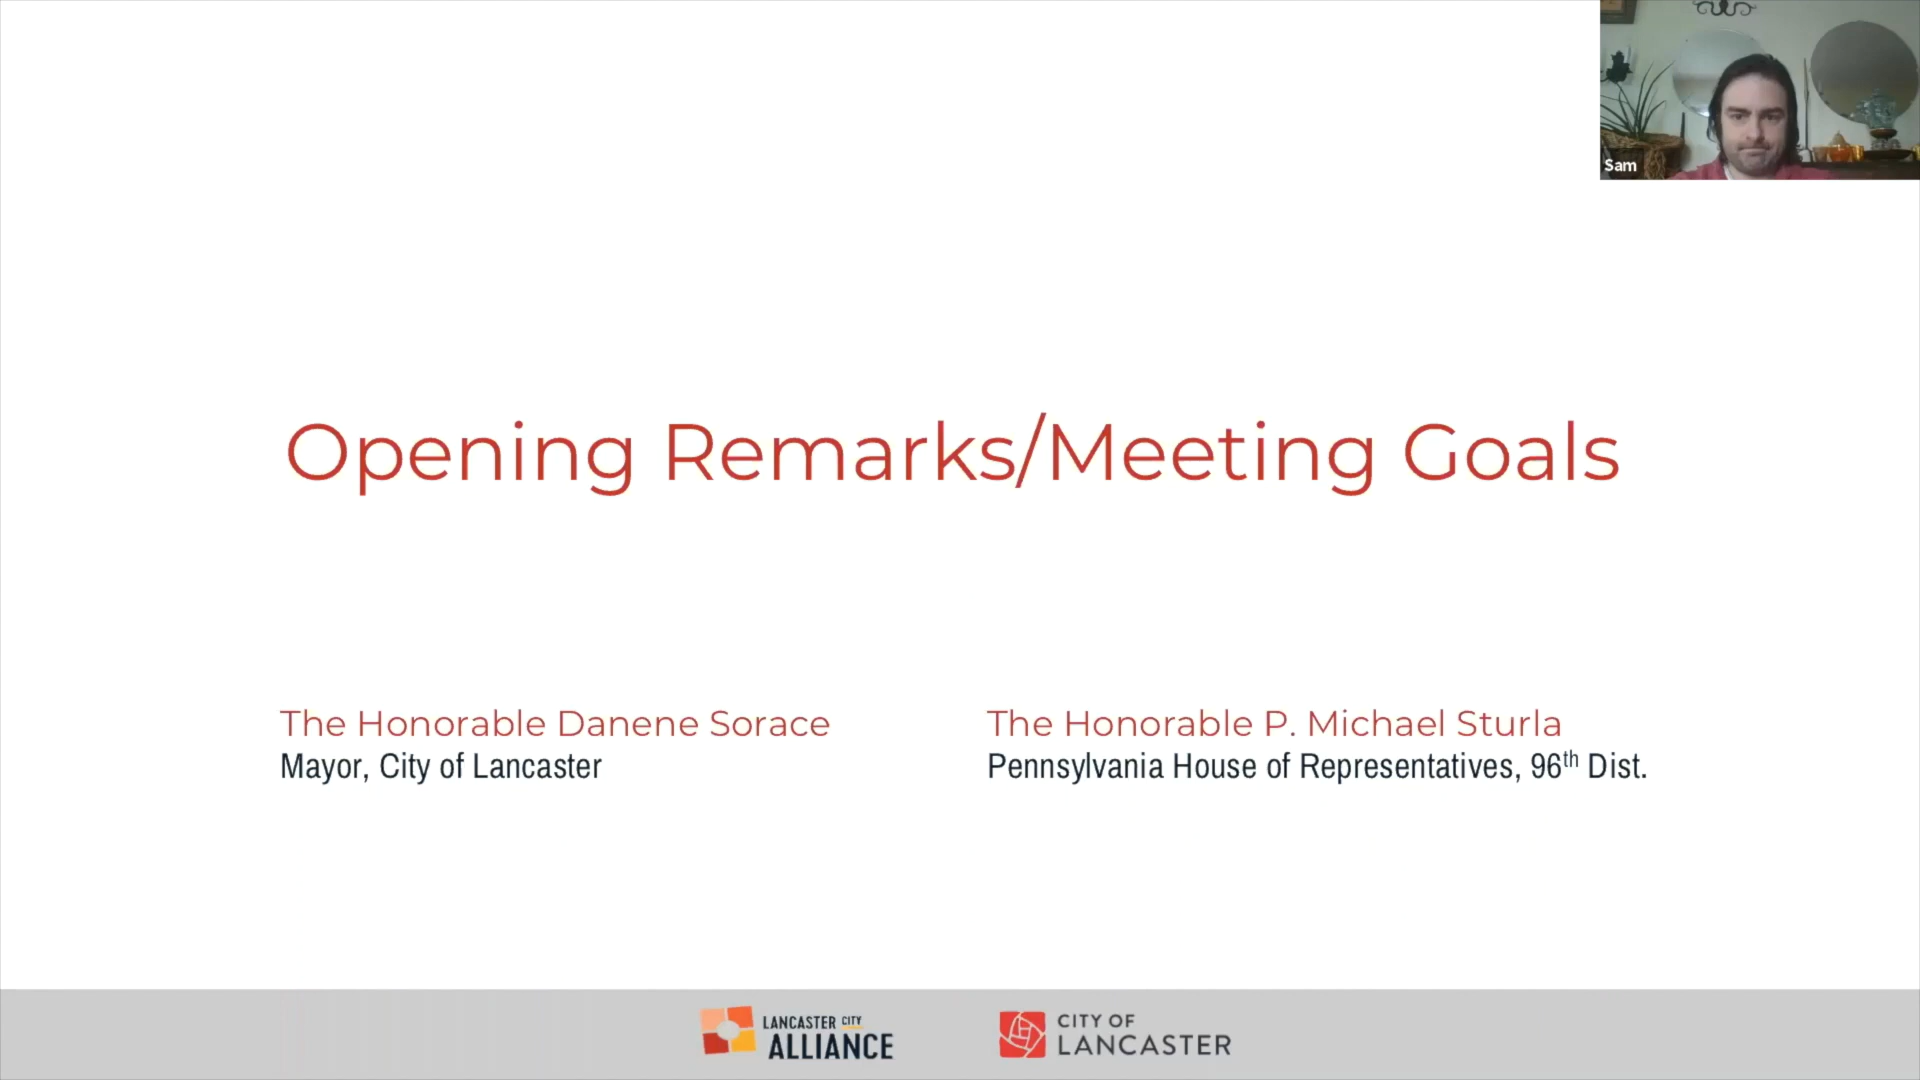 Sam
Opening Remarks/Meeting Goals
The Honorable Danene Sorace
Mayor, City of Lancaster
The Honorable P. Michael Sturla
Pennsylvania House of Representatives, 96th Dist.
LANCASTER CITY
ALLIANCE
CITY OF
LANCASTER